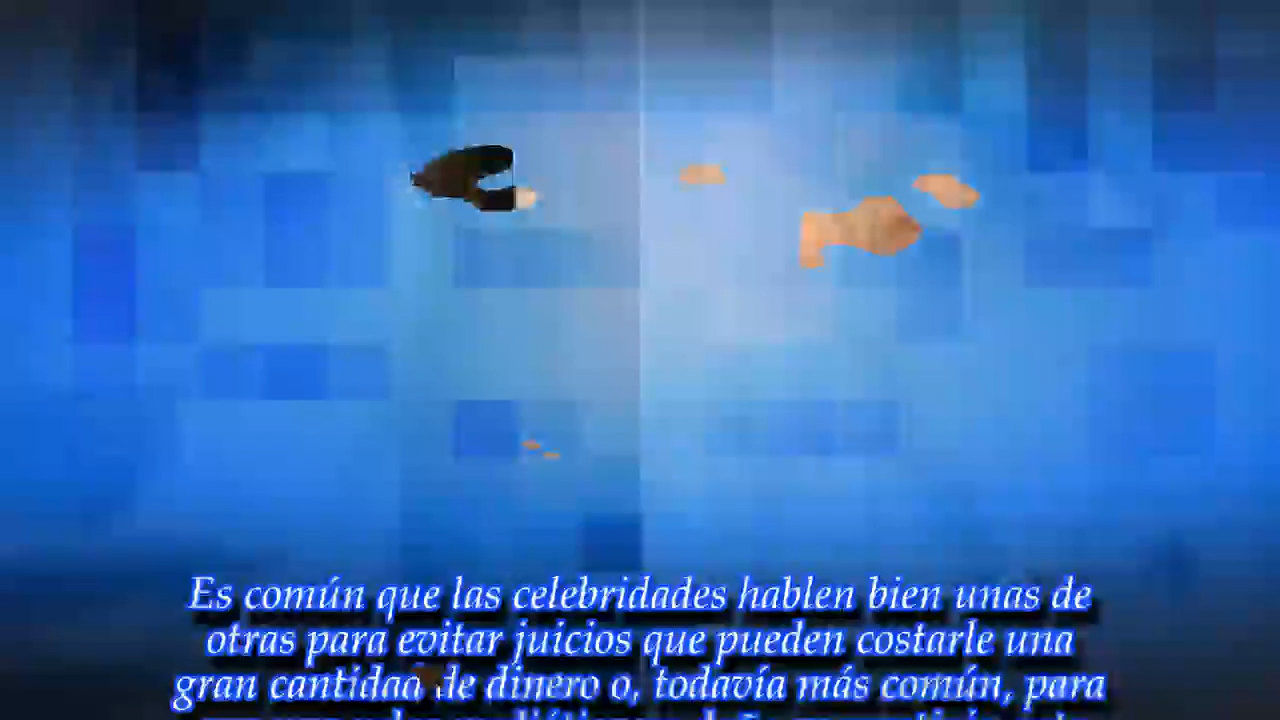 Es común que las celebridades hablen bien unas de
otras para evitar juicios que pueden costarle una
gran cantidad de dinero o, todavía más común, para